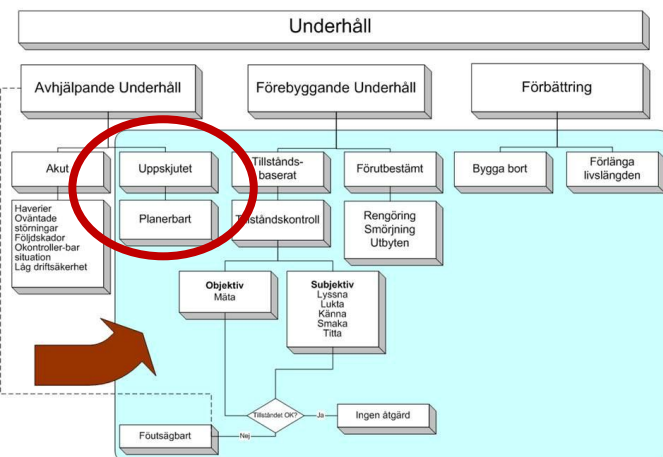 Underhåll
Avhjälpande Underhåll
Förebyggande Underhåll
Förbättring
Akut
Uppskjutet
Tillstånds-
baserat
Förutbestämt
Bygga bort
Förlänga
livslängden
Haverier
Oväntade
störningar
Följdskador
Okontroller-bar
situation
Låg driftsäkerhet
Planerbart
Tillståndskontroll
Rengöring
Smörjning
Utbyten
Objektiv
Mäta
Subjektiv
Lyssna
Lukta
Känna
Smaka
Titta
Tillståndet OK?
Ja
Ingen åtgärd
Nej
Föutsägbart